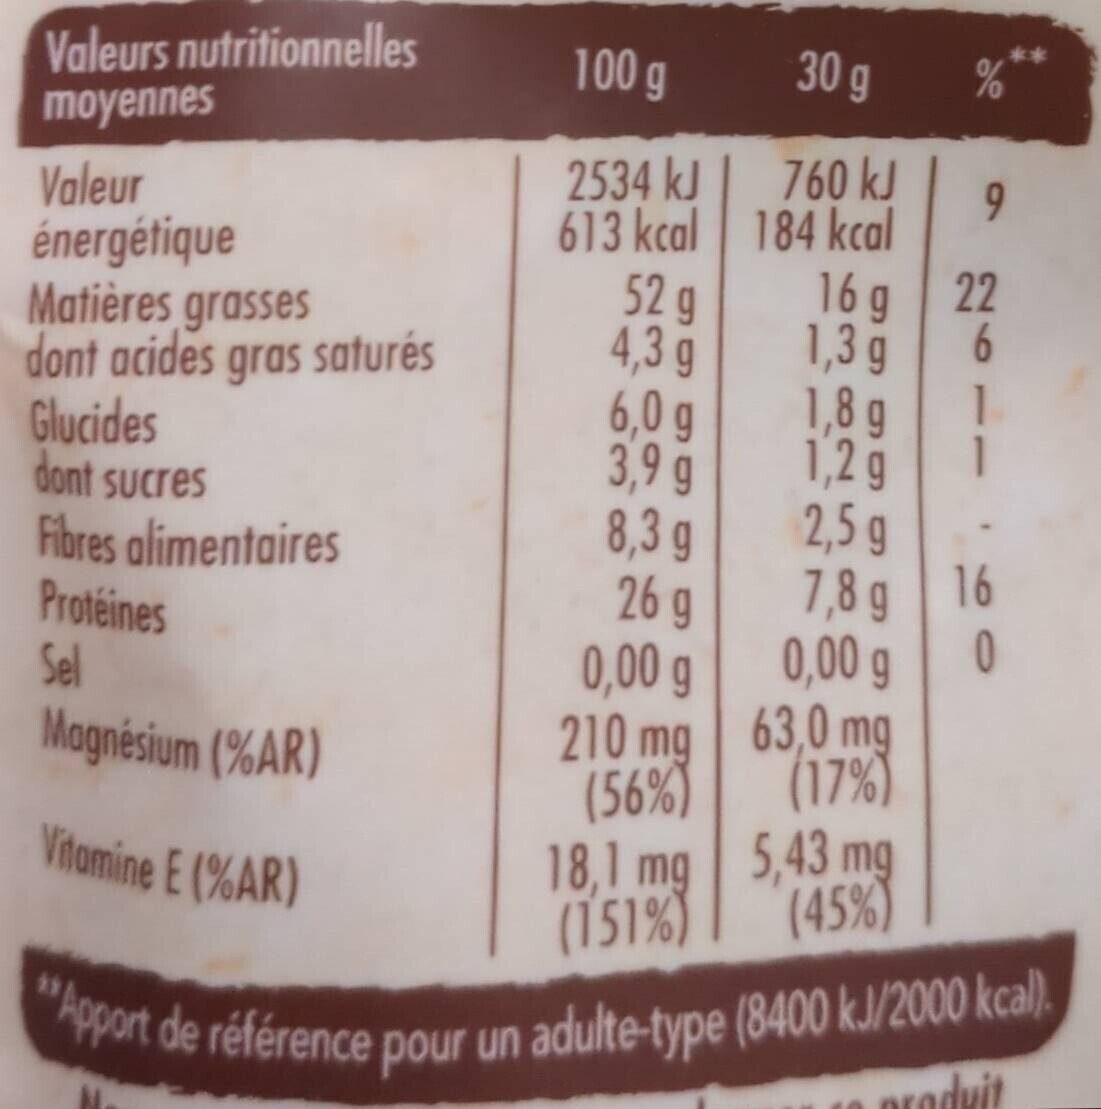 Valeurs nutritionnelles
moyennes 100 g 30 g %**
Valeur 2534 kJ 760 kJ 9
énergétique 613 kcal 184 kcal
Matières grasses 52 g 16 g 22
dont acides gras saturés 4,3 g 1,3 g 6
Glucides 6,0 g 1,8 g 1
dont sucres 3,9 g 1,2 g 1
Fibres alimentaires 8,3 g 2,5 g -
Protéines 26 g 7,8 g 16
Sel 0,00 g 0,00 g 0
Magnésium (%AR) 210 mg 63,0 mg
(56%) (17%)
Vitamine E (%AR) 18,1 mg 5,43 mg
(151%) (45%)
**Apport de référence pour un adulte-type (8400 kJ/2000 kcal).
produit